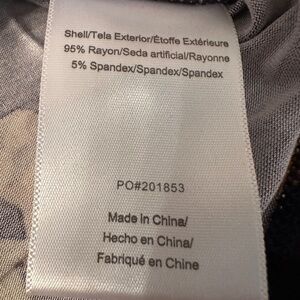 Shell/Tela Exterior/Étoffe Extérieure
95% Rayon/Seda artificial/Rayonne
5% Spandex/Spandex/Spandex
PO#201853
Made in China/
Hecho en China/
Fabriqué en Chine